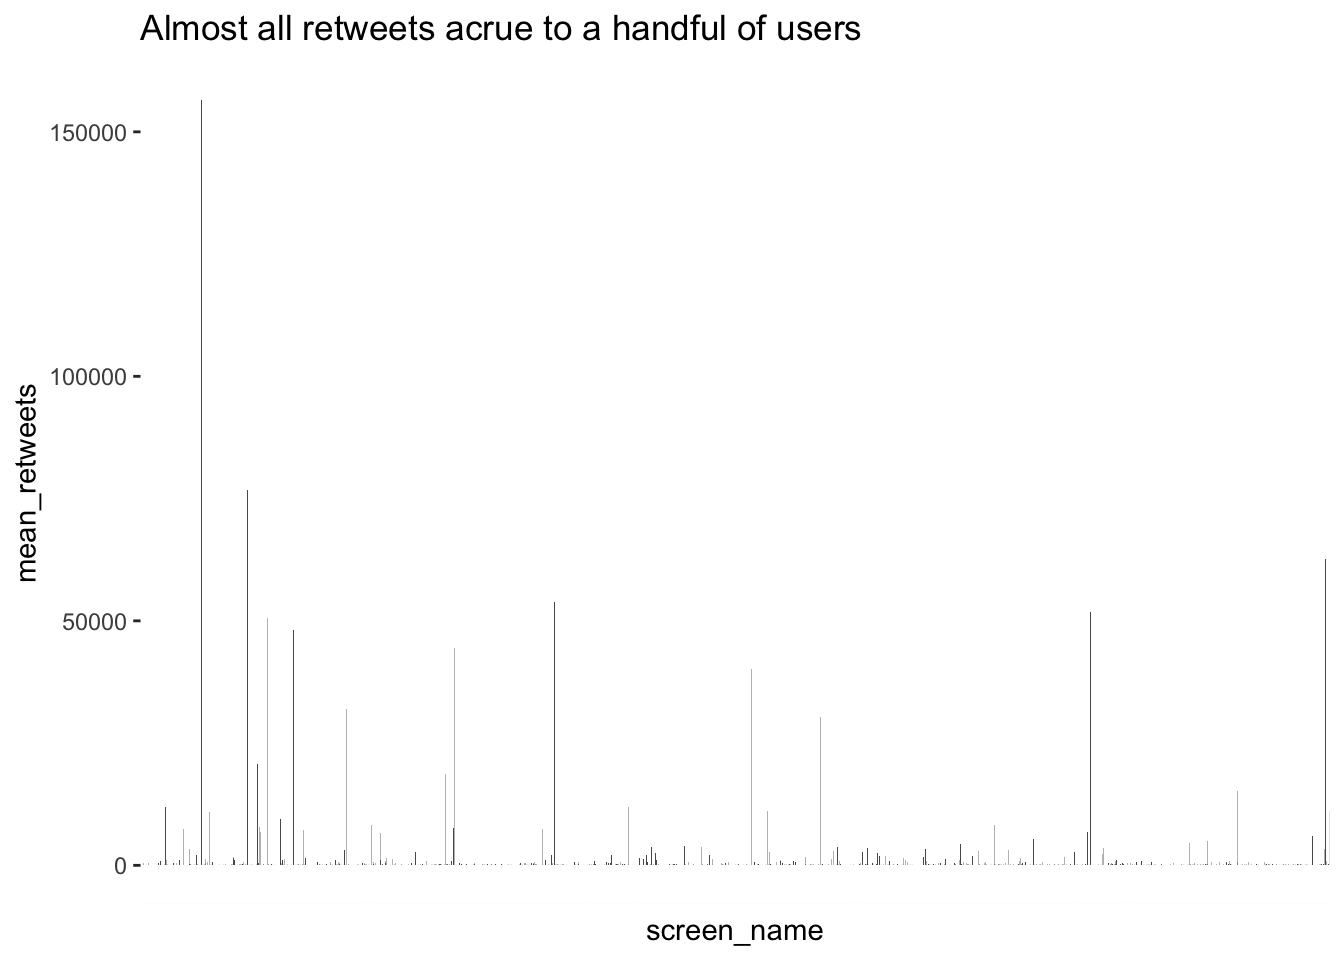 Almost all retweets acrue to a handful of users
150000
100000
50000
0
mean_retweets
screen_name